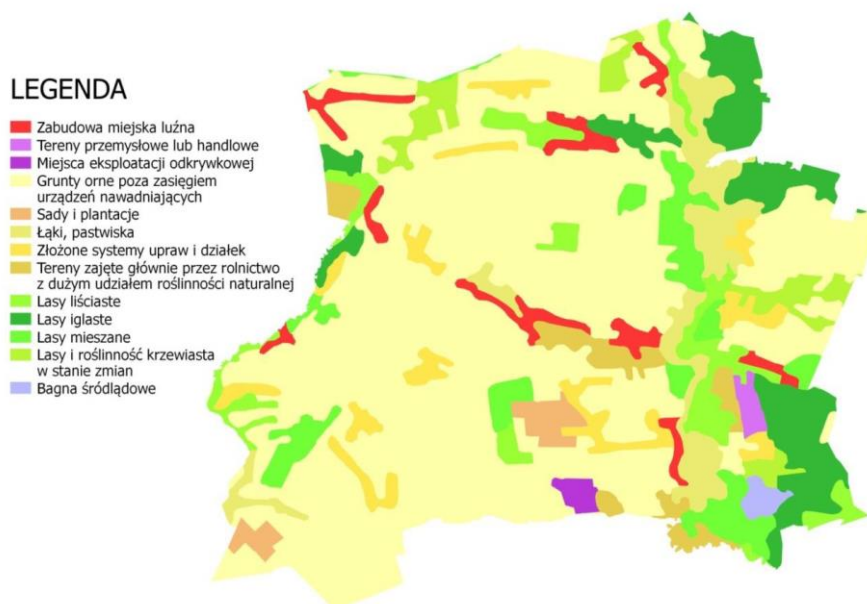 LEGENDA
Zabudowa miejska luźna
Tereny przemysłowe lub handlowe
Miejsca eksploatacji odkrywkowej
Grunty orne poza zasięgiem
urządzeń nawadniających
Sady i plantacje
Łąki, pastwiska
Złożone systemy upraw i działek
Tereny zajęte głównie przez rolnictwo
z dużym udziałem roślinności naturalnej
Lasy liściaste
Lasy iglaste
Lasy mieszane
Lasy i roślinność krzewiasta
w stanie zmian
Bagna śródlądowe